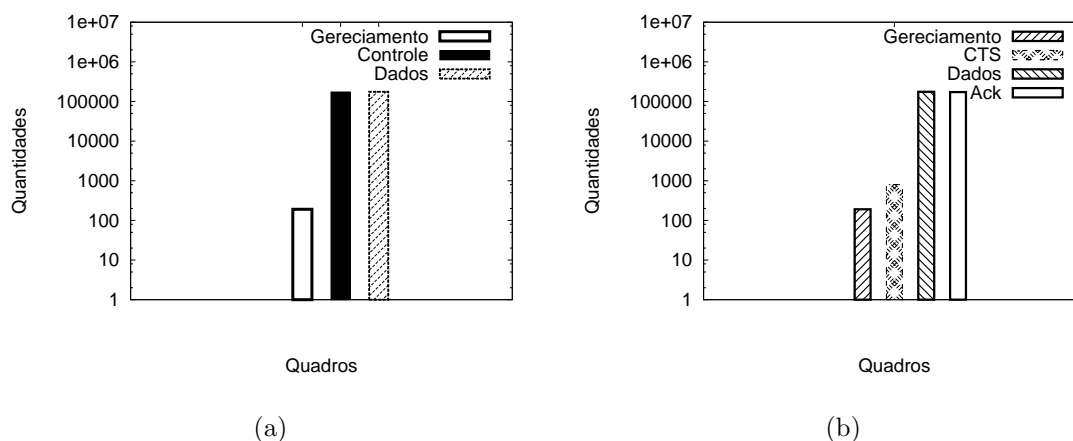 1e+07
1e+06
100000
10000
1000
100
10
1
Quantidades
Quadros
Gereciamento
Controle
Dados
(a)
1e+07
1e+06
100000
10000
1000
100
10
1
Quantidades
Quadros
Gereciamento
CTS
Dados
Ack
(b)